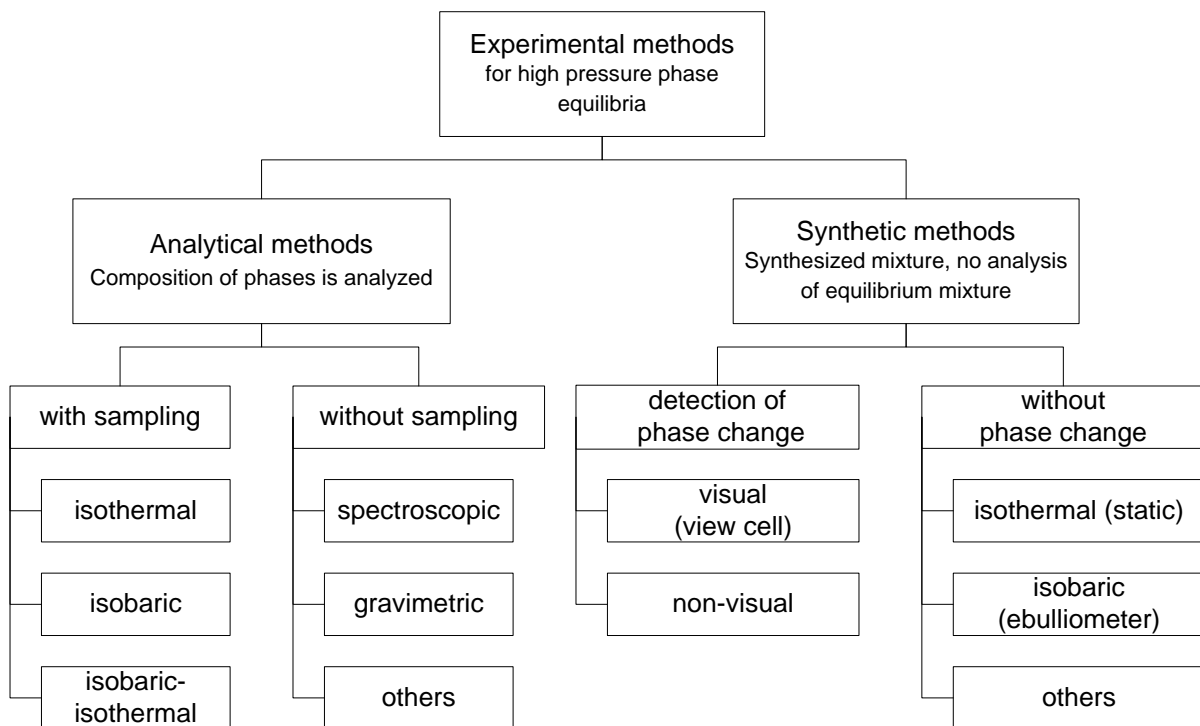 Experimental methods
for high pressure phase
equilibria
Analytical methods
Composition of phases is analyzed
Synthetic methods
Synthesized mixture, no analysis
of equilibrium mixture
with sampling
isothermal
isobaric
isobaric-
isothermal
without sampling
spectroscopic
gravimetric
others
detection of
phase change
visual
(view cell)
non-visual
without
phase change
isothermal (static)
isobaric
(ebulliometer)
others